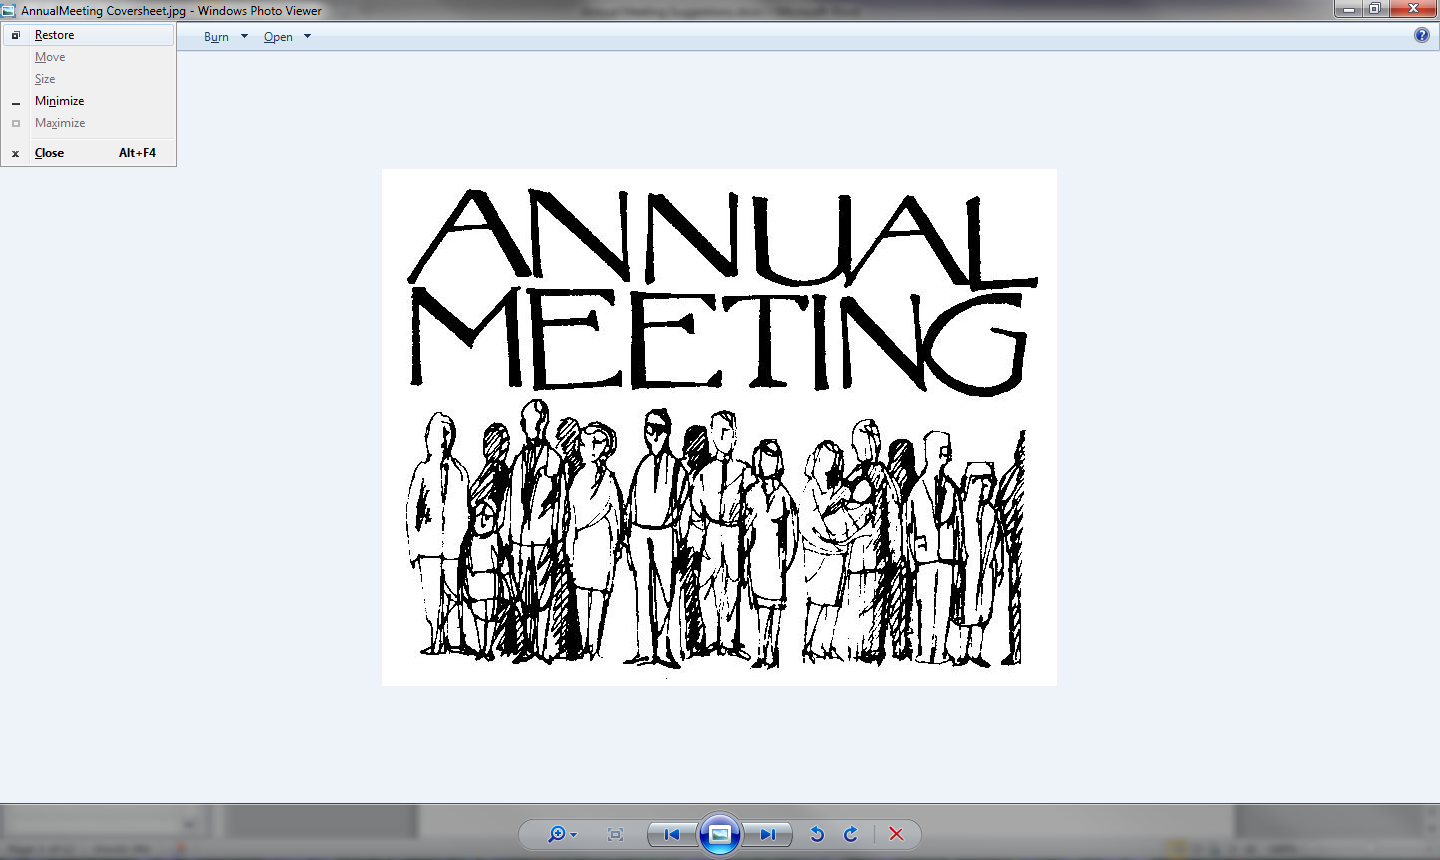 AnnualMeeting Coversheet.jpg - Windows Photo Viewer
Restore
Move
Size
Minimize
Maximize
Close Alt+F4
Burn Open
ANNUAL
MEETING